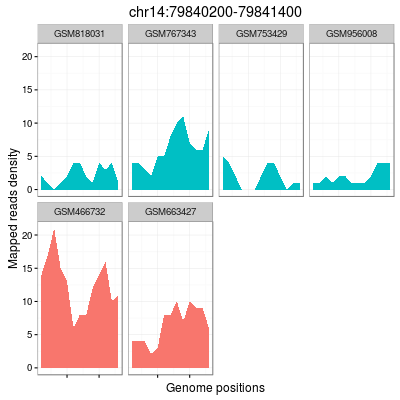 chr14:79840200-79841400
GSM818031 GSM767343 GSM753429 GSM956008
20
15
10
5
0
Mapped reads density
GSM466732 GSM663427
20
15
10
5
0
Genome positions